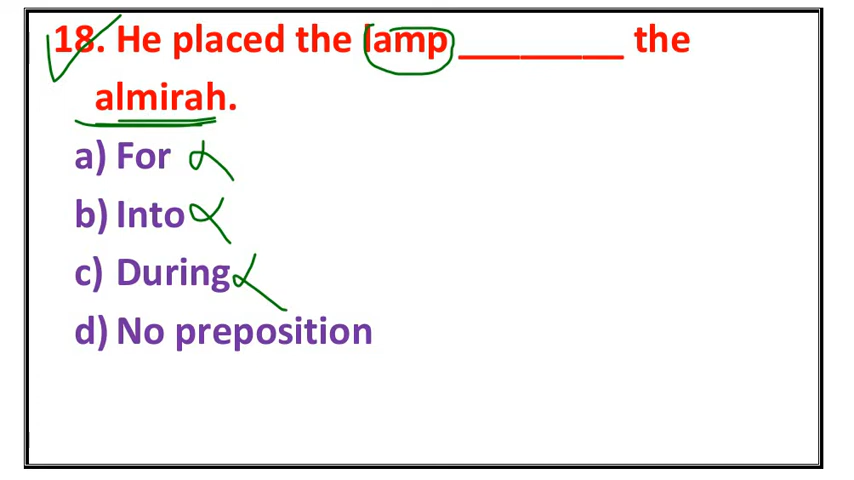 18. He placed the lamp ________ the
almirah.
a) For
b) Into
c) During
d) No preposition